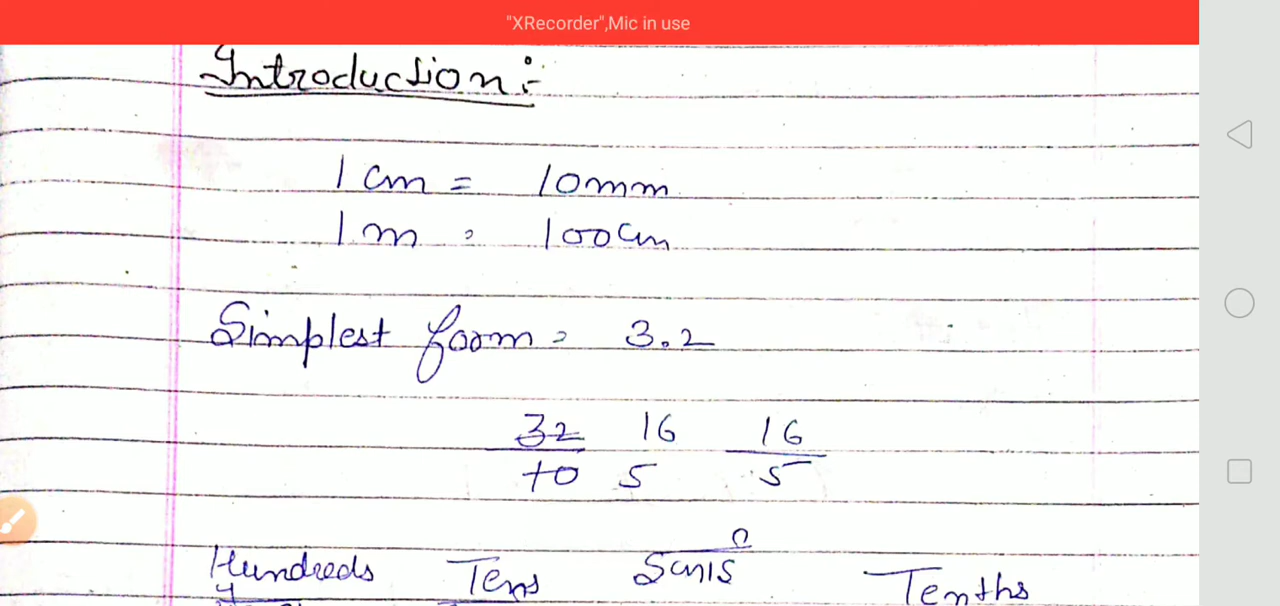 "XRecorder",Mic in use
Introduction :-
1 cm = 10mm
1 m = 100cm
Simplest form = 3.2
32 16 16
10 5 5
Hundreds Tens Tenths